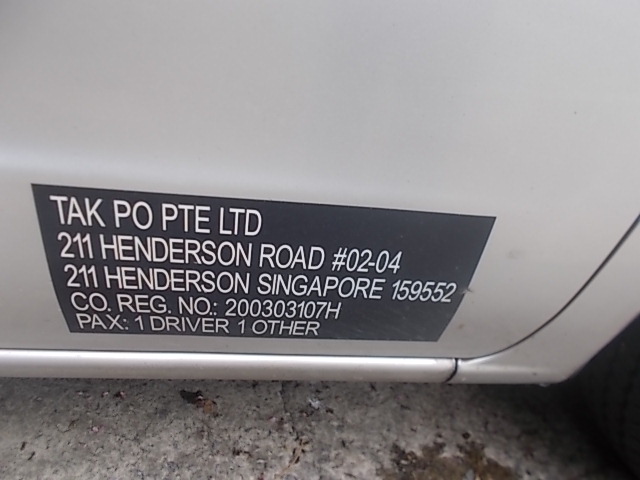 TAK PO PTE LTD
211 HENDERSON ROAD #02-04
211 HENDERSON SINGAPORE 159552
CO. REG. NO.: 200303107H
PAX: 1 DRIVER 1 OTHER